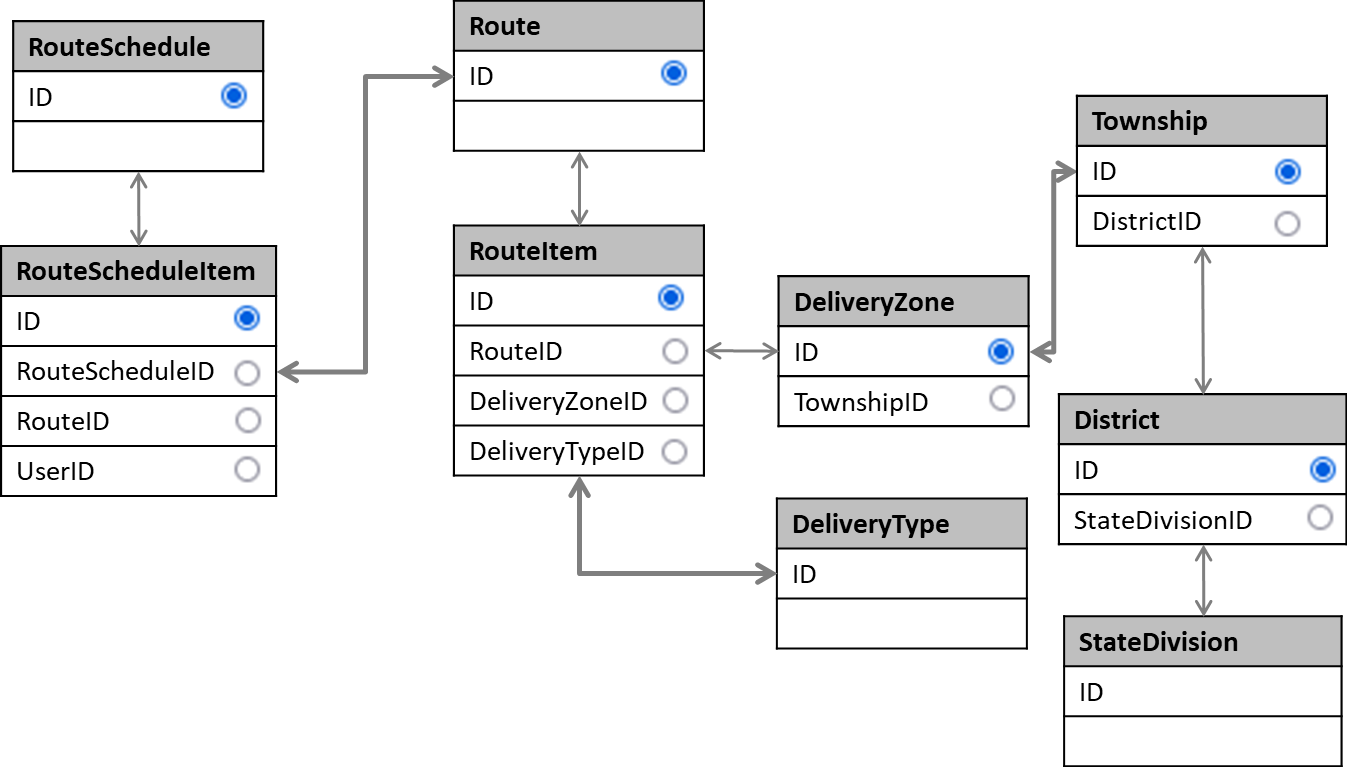 RouteSchedule
ID
RouteScheduleItem
ID
RouteScheduleID
RouteID
UserID
Route
ID
RouteItem
ID
RouteID
DeliveryZoneID
DeliveryTypeID
DeliveryZone
ID
TownshipID
DeliveryType
ID
Township
ID
DistrictID
District
ID
StateDivisionID
StateDivision
ID